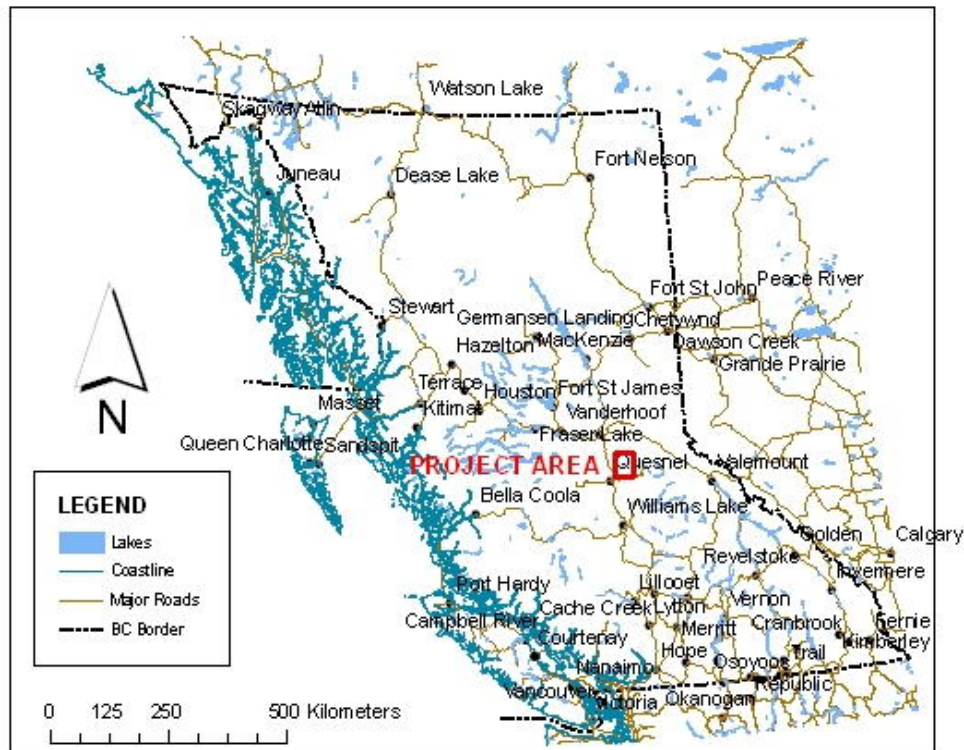 Watson Lake
Skagway Atlin
Fort Nelson
Juneau
Dease Lake
Peace River
Fort St John
Stewart
Germansen Landing
Chetwynd
MacKenzie
Dawson Creek
Hazelton
Grande Prairie
Terrace
Houston
Fort St James
Masset
Kitimat
Vanderhoof
Fraser Lake
Queen Charlotte
Sandspit
PROJECT AREA
Quesnel
Valemount
Bella Coola
Williams Lake
Golden
Calgary
Revelstoke
Invermere
Port Hardy
Lillooet
Vernon
Cache Creek
Lytton
Fernie
Campbell River
Merritt
Cranbrook
Kimberley
Courtenay
Hope
Trail
Nanaimo
Osoyoos
Republic
Vancouver
Victoria
Okanogan
N
LEGEND
Lakes
Coastline
Major Roads
BC Border
0 125 250 500 Kilometers